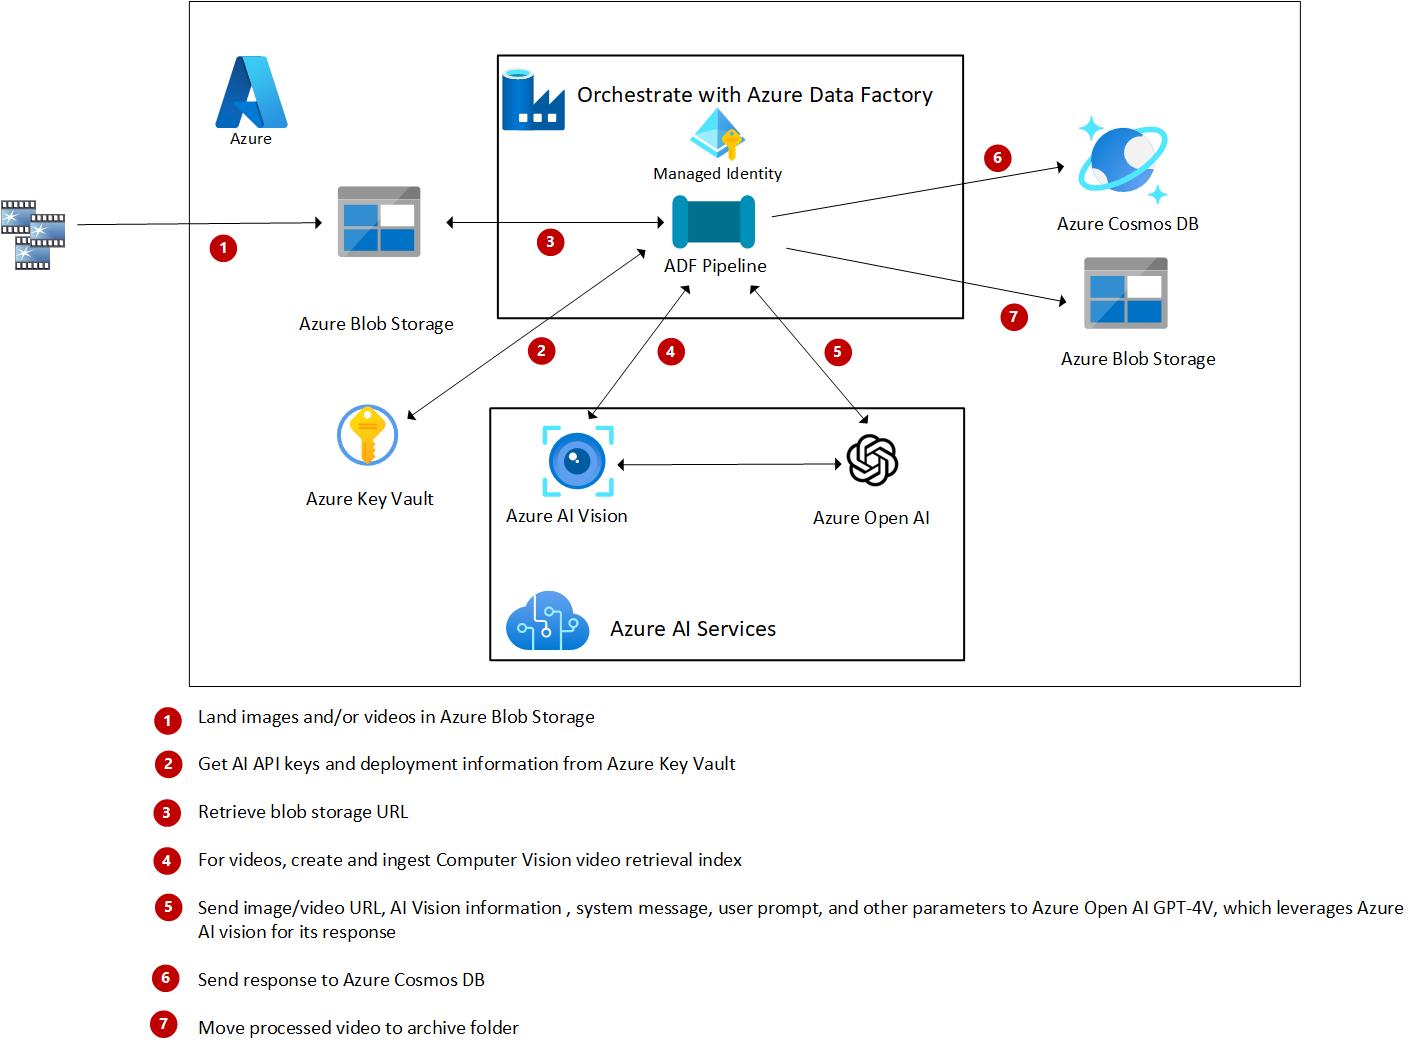 Azure
Orchestrate with Azure Data Factory
Managed Identity
ADF Pipeline
6
Azure Cosmos DB
1
3
Azure Blob Storage
7
Azure Blob Storage
2
4
5
Azure Key Vault
Azure AI Vision
Azure Open AI
Azure AI Services
1 Land images and/or videos in Azure Blob Storage
2 Get AI API keys and deployment information from Azure Key Vault
3 Retrieve blob storage URL
4 For videos, create and ingest Computer Vision video retrieval index
5 Send image/video URL, AI Vision information , system message, user prompt, and other parameters to Azure Open AI GPT-4V, which leverages Azure
AI vision for its response
6 Send response to Azure Cosmos DB
7 Move processed video to archive folder